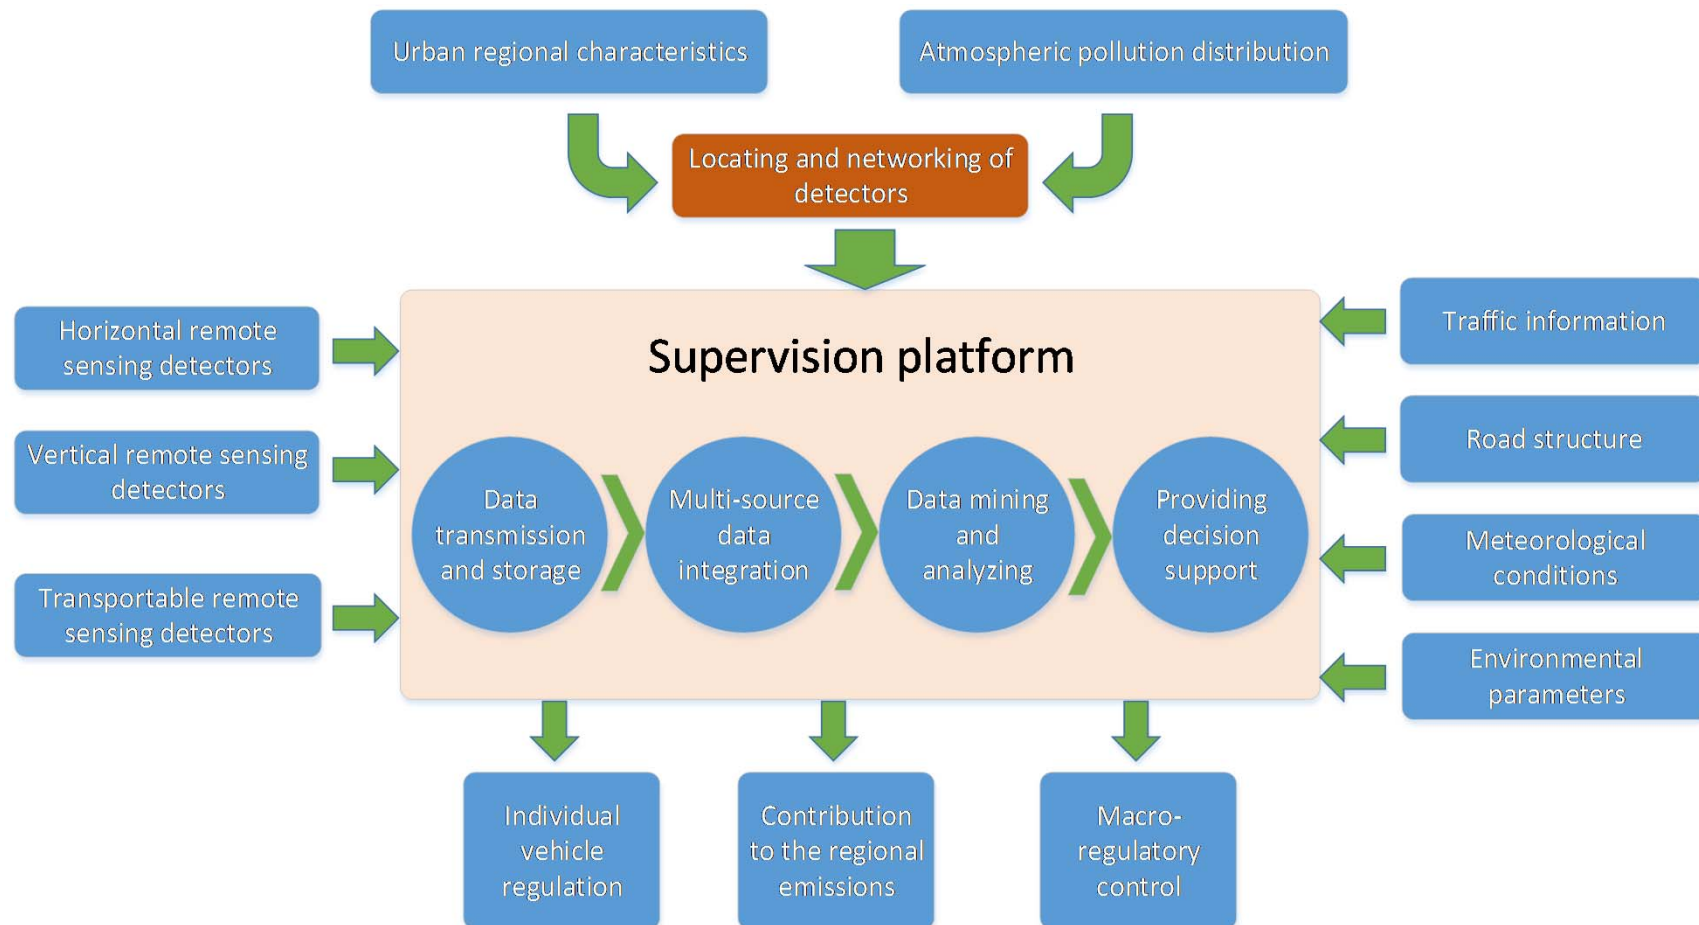 Urban regional characteristics
Atmospheric pollution distribution
Locating and networking of
detectors
Supervision platform
Horizontal remote
sensing detectors
Vertical remote sensing
detectors
Transportable remote
sensing detectors
Data
transmission
and storage
Multi-source
data
integration
Data mining
and
analyzing
Providing
decision
support
Traffic information
Road structure
Meteorological
conditions
Environmental
parameters
Individual
vehicle
regulation
Contribution
to the regional
emissions
Macro-
regulatory
control